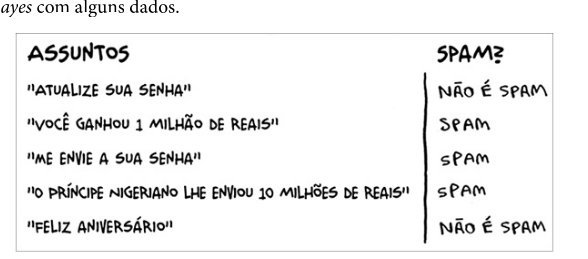 ayes com alguns dados.
ASSUNTOS SPAM?
"ATUALIZE SUA SENHA" NÃO É SPAM
"VOCÊ GANHOU 1 MILHÃO DE REAIS" SPAM
"ME ENVIE A SUA SENHA" SPAM
"O PRÍNCIPE NIGERIANO LHE ENVIOU 10 MILHÕES DE REAIS" SPAM
"FELIZ ANIVERSÁRIO" NÃO É SPAM